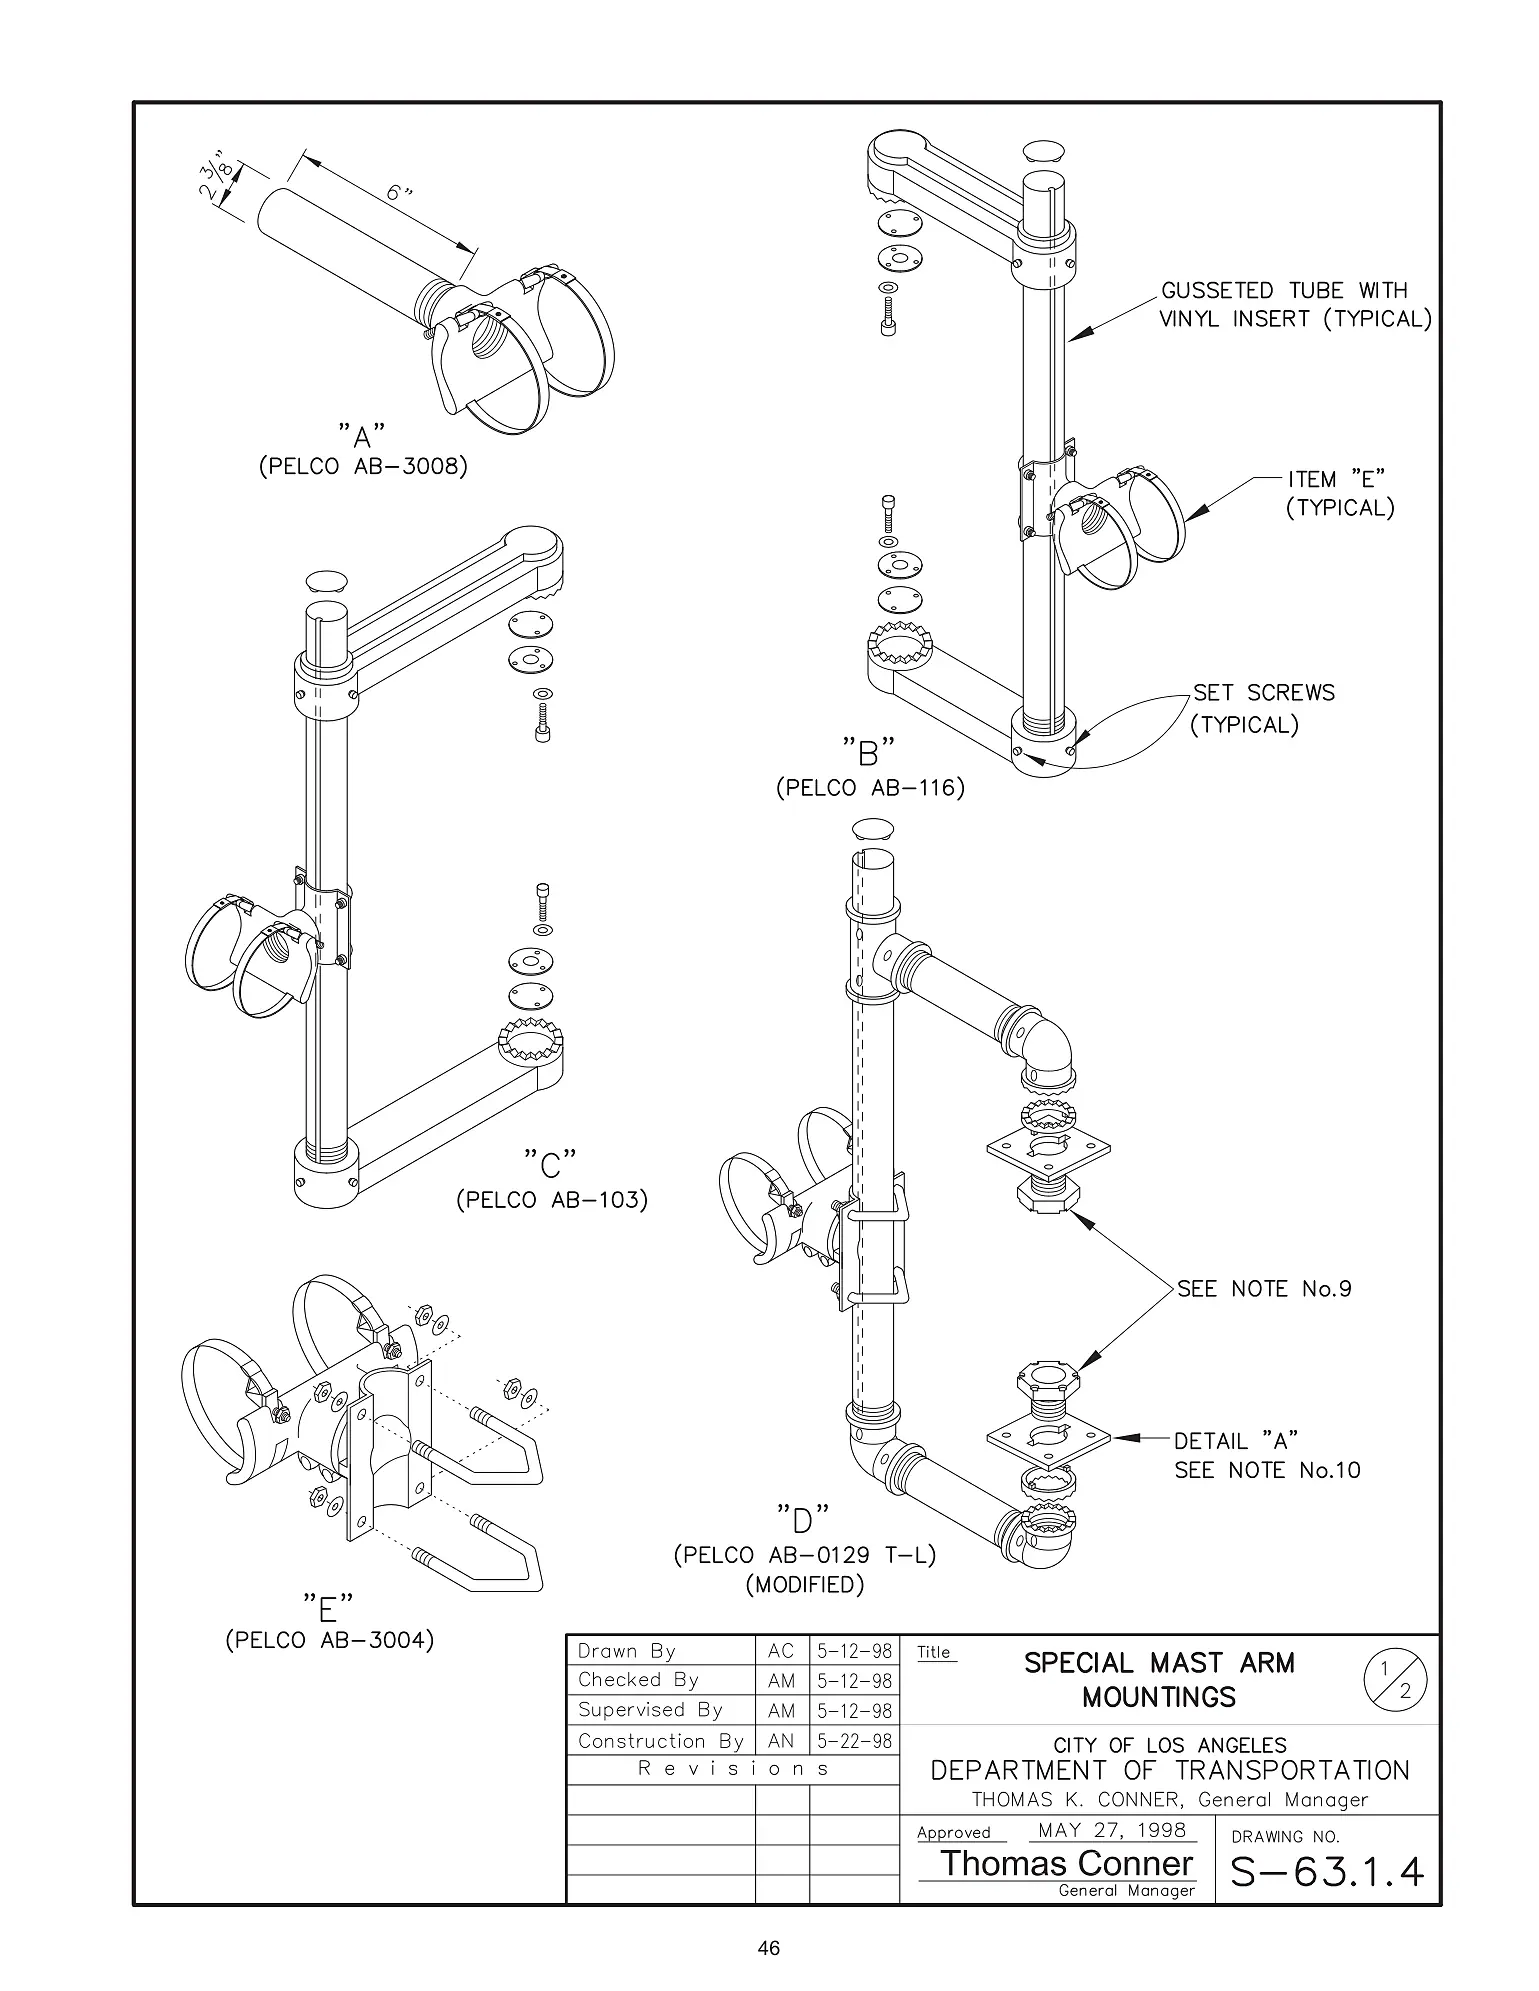 2 3/8"
6"
"A"
(PELCO AB-3008)
GUSSETED TUBE WITH
VINYL INSERT (TYPICAL)
ITEM "E"
(TYPICAL)
SET SCREWS
(TYPICAL)
"B"
(PELCO AB-116)
"C"
(PELCO AB-103)
SEE NOTE No.9
DETAIL "A"
SEE NOTE No.10
"D"
(PELCO AB-0129 T-L)
(MODIFIED)
"E"
(PELCO AB-3004)
Drawn By AC 5-12-98
Checked By AM 5-12-98
Supervised By AM 5-12-98
Construction By AN 5-22-98
Revisions
Title
SPECIAL MAST ARM
MOUNTINGS
1/2
CITY OF LOS ANGELES
DEPARTMENT OF TRANSPORTATION
THOMAS K. CONNER, General Manager
Approved MAY 27, 1998
Thomas Conner
General Manager
DRAWING NO.
S-63.1.4
46